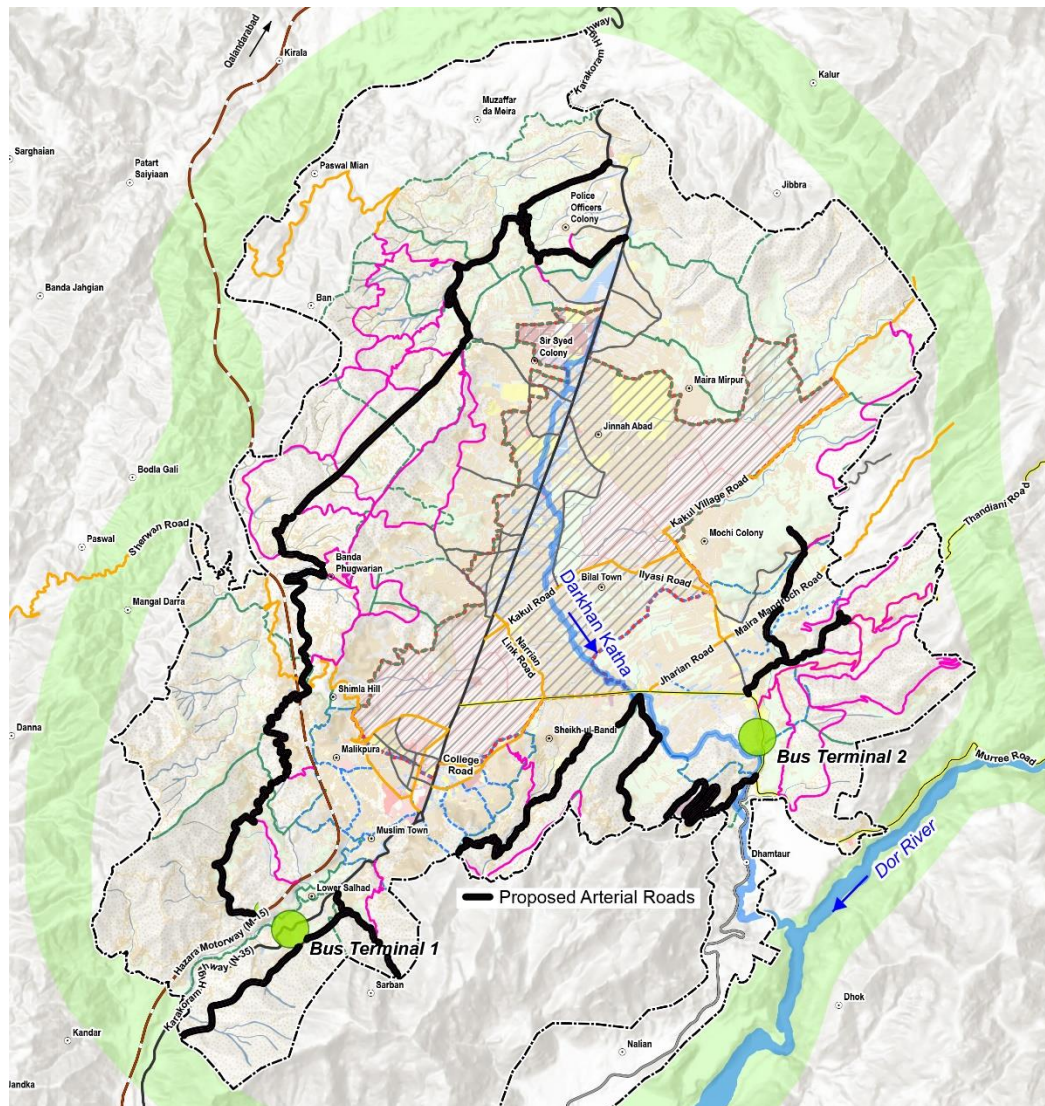 Qalandarabad
Kirala
Karakoram Highway
Kalur
Muzaffar
da Meira
Sarghaian
Patart
Saiyiaan
Paswal Mian
Jibbra
Police
Officers
Colony
Banda Jahgian
Ban
Sir Syed
Colony
Maira Mirpur
Jinnah Abad
Bodla Gali
Kakul Village Road
Thandiani Road
Sherwan Road
Paswal
Mochi Colony
Banda
Phugwarian
Bilal Town
Ilyasi Road
Mangal Darra
Kakul Road
Darkhan Katha
Maira Mandroch Road
Narrian
Link Road
Jharian Road
Shimla Hill
Danna
Sheikh-ul-Bandi
Malikpura
College
Road
Bus Terminal 2
Murree Road
Muslim Town
Dhamtaur
Lower Salhad
Proposed Arterial Roads
Dor River
Hazara Motorway (M-15)
Bus Terminal 1
Karakoram Highway (N-35)
Sarban
Dhok
Kandar
Nalian
Jandka